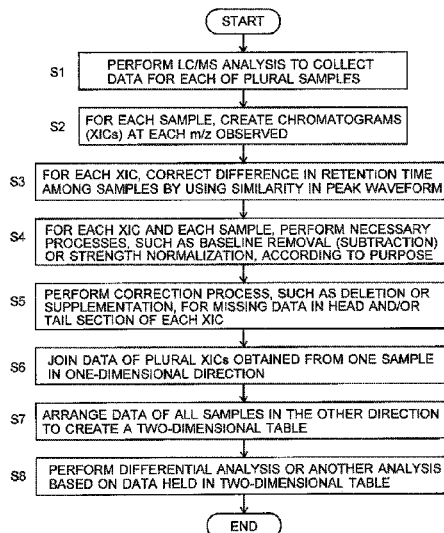 START
S1
PERFORM LC/MS ANALYSIS TO COLLECT
DATA FOR EACH OF PLURAL SAMPLES
S2
FOR EACH SAMPLE, CREATE CHROMATOGRAMS
(XICs) AT EACH m/z OBSERVED
S3
FOR EACH XIC, CORRECT DIFFERENCE IN RETENTION TIME
AMONG SAMPLES BY USING SIMILARITY IN PEAK WAVEFORM
S4
FOR EACH XIC AND EACH SAMPLE, PERFORM NECESSARY
PROCESSES, SUCH AS BASELINE REMOVAL (SUBTRACTION)
OR STRENGTH NORMALIZATION, ACCORDING TO PURPOSE
S5
PERFORM CORRECTION PROCESS, SUCH AS DELETION OR
SUPPLEMENTATION, FOR MISSING DATA IN HEAD AND/OR
TAIL SECTION OF EACH XIC
S6
JOIN DATA OF PLURAL XICs OBTAINED FROM ONE SAMPLE
IN ONE-DIMENSIONAL DIRECTION
S7
ARRANGE DATA OF ALL SAMPLES IN THE OTHER DIRECTION
TO CREATE A TWO-DIMENSIONAL TABLE
S8
PERFORM DIFFERENTIAL ANALYSIS OR ANOTHER ANALYSIS
BASED ON DATA HELD IN TWO-DIMENSIONAL TABLE
END